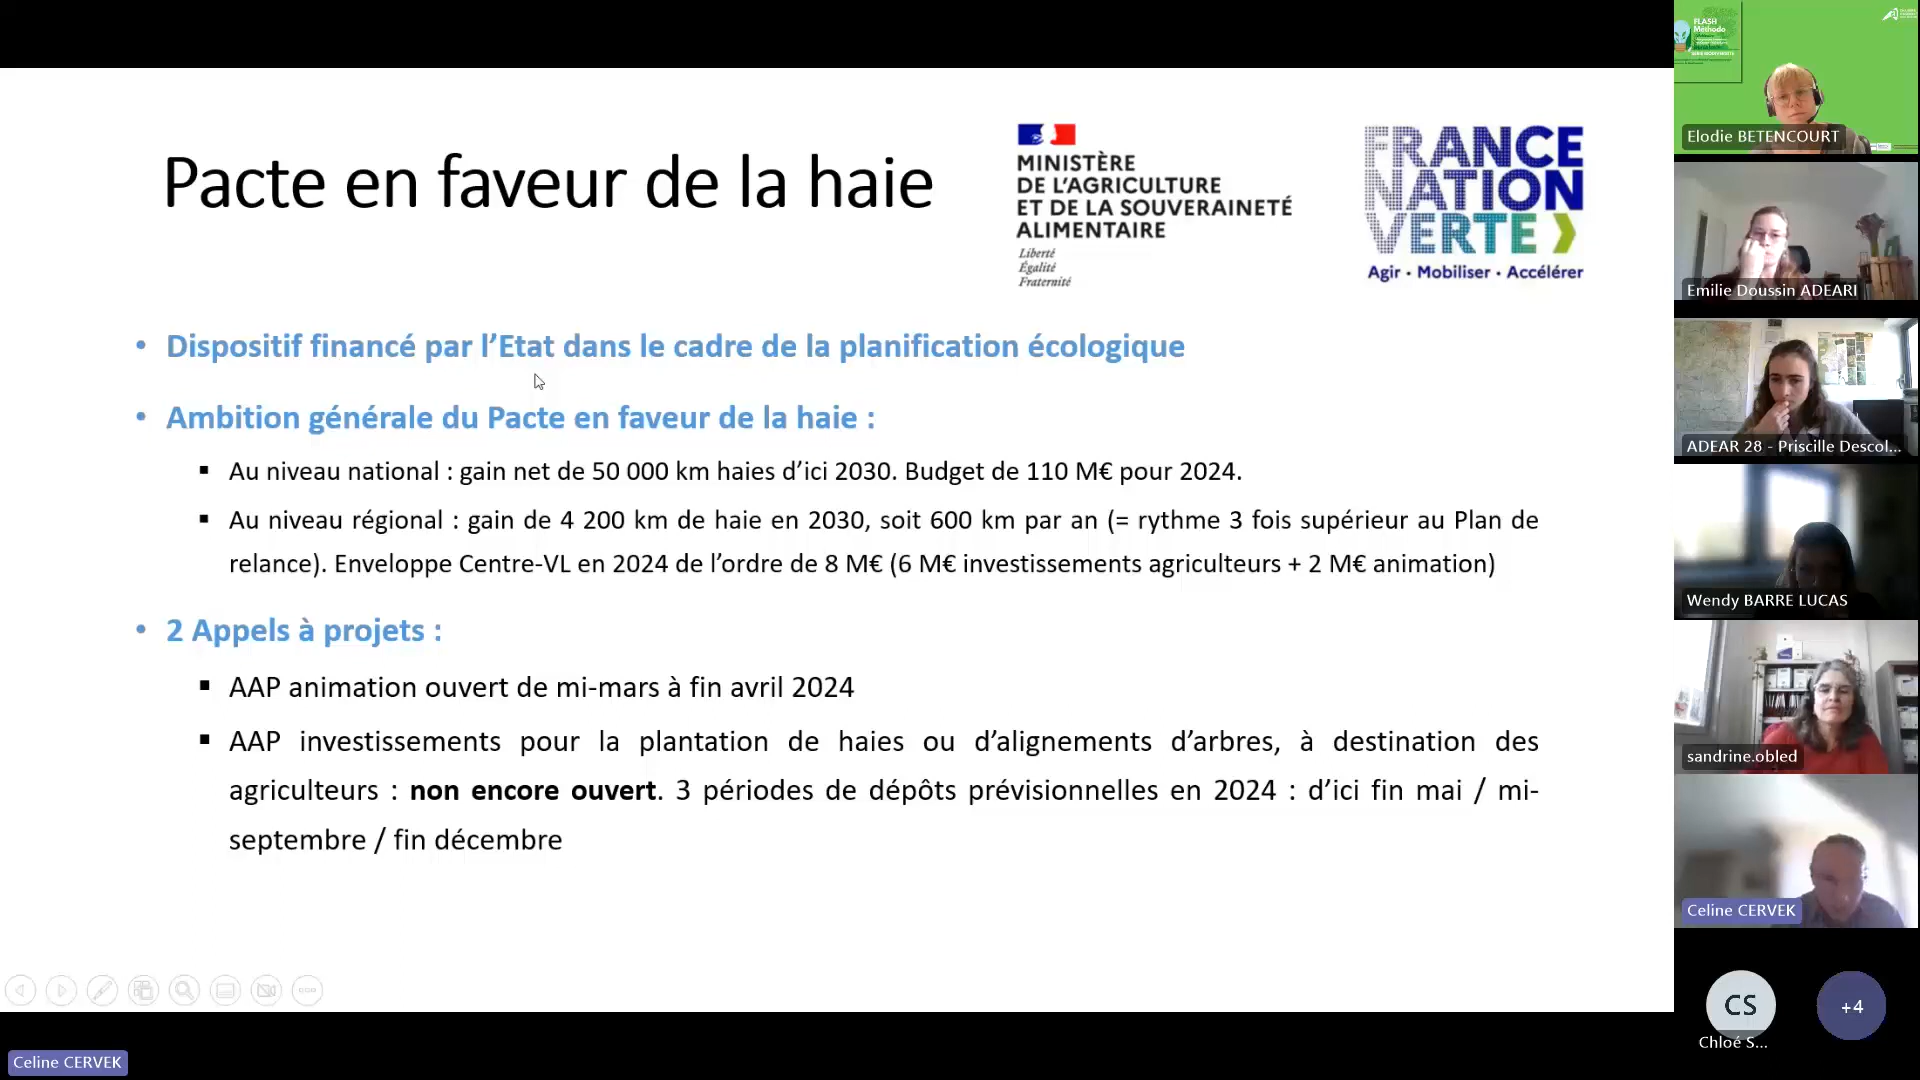 Pacte en faveur de la haie
MINISTÈRE
DE L'AGRICULTURE
ET DE LA SOUVERAINETÉ
ALIMENTAIRE
Liberté
Égalité
Fraternité
FRANCE
NATION
VERTE
Agir • Mobiliser • Accélérer
• Dispositif financé par l’Etat dans le cadre de la planification écologique
• Ambition générale du Pacte en faveur de la haie :
▪ Au niveau national : gain net de 50 000 km haies d’ici 2030. Budget de 110 M€ pour 2024.
▪ Au niveau régional : gain de 4 200 km de haie en 2030, soit 600 km par an (= rythme 3 fois supérieur au Plan de
relance). Enveloppe Centre-VL en 2024 de l’ordre de 8 M€ (6 M€ investissements agriculteurs + 2 M€ animation)
• 2 Appels à projets :
▪ AAP animation ouvert de mi-mars à fin avril 2024
▪ AAP investissements pour la plantation de haies ou d’alignements d’arbres, à destination des
agriculteurs : non encore ouvert. 3 périodes de dépôts prévisionnelles en 2024 : d’ici fin mai / mi-
septembre / fin décembre
Celine CERVEK
FLASH
Méthodo
Elodie BETENCOURT
Emilie Doussin ADEARI
ADEAR 28 - Priscille Descol...
Wendy BARRE LUCAS
sandrine.obled
Celine CERVEK
CS
Chloé S...
+4